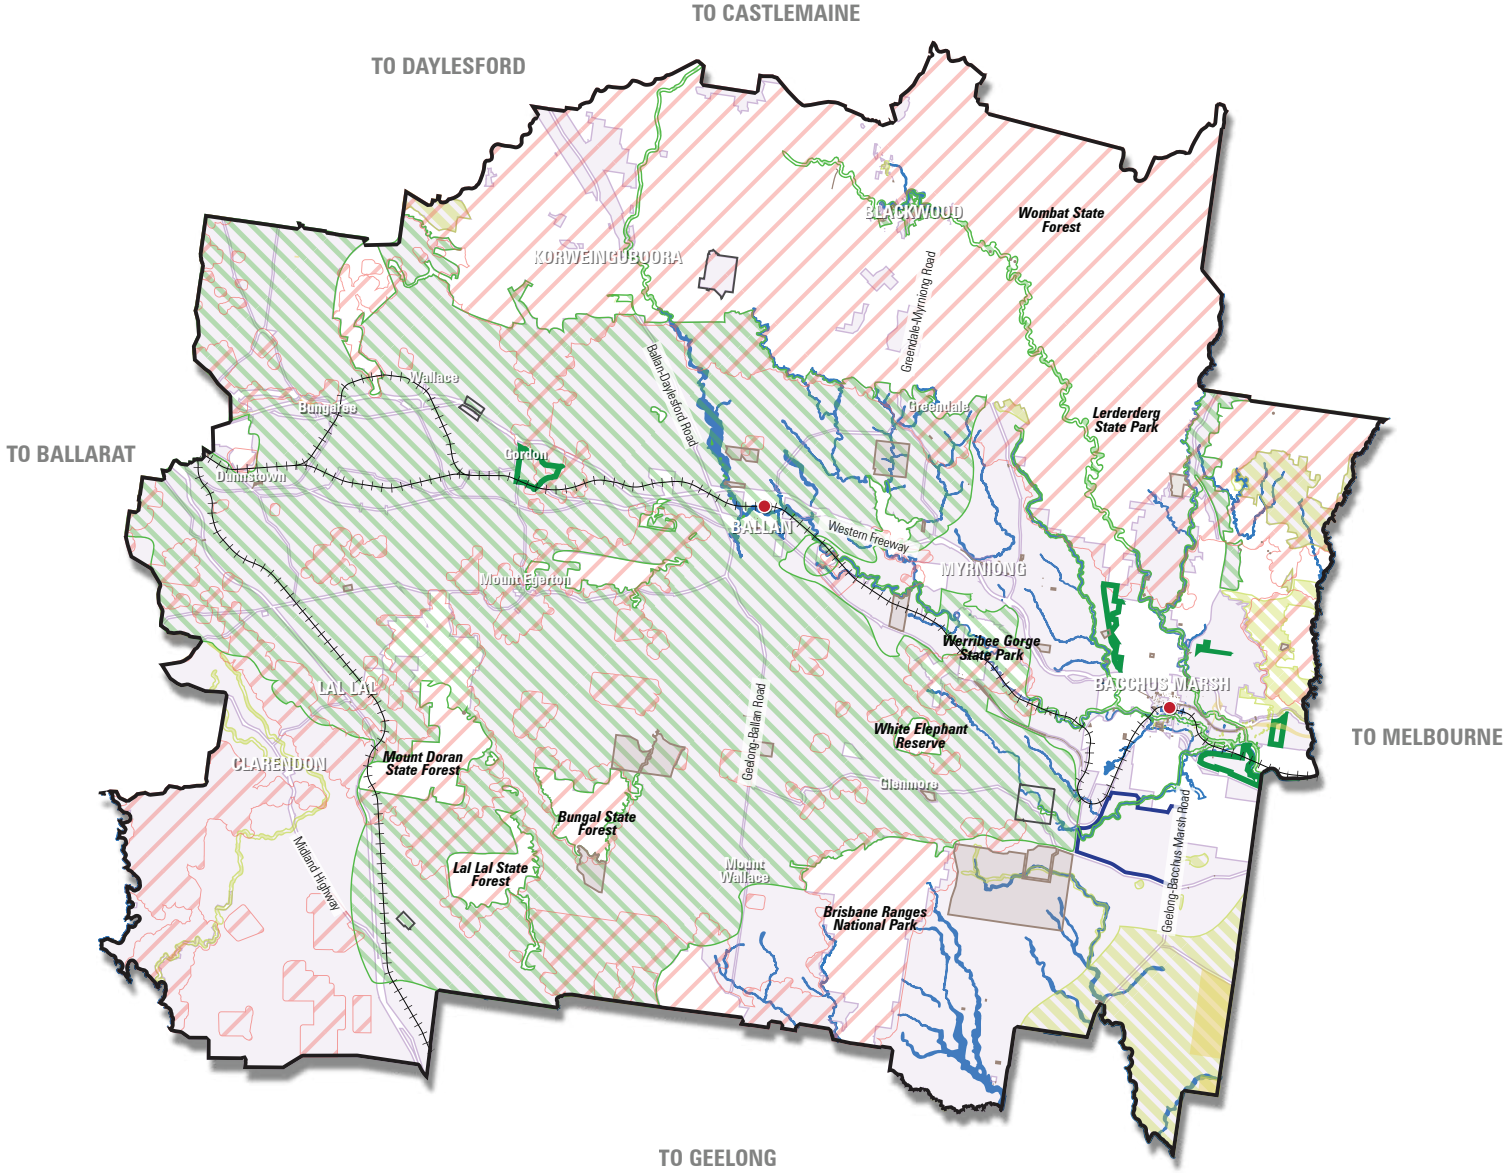 TO CASTLEMAINE
TO DAYLESFORD
BLACKWOOD
Wombat State
Forest
KORWEINGUBOORA
Greendale-Myrniong Road
Ballan-Daylesford Road
Wallace
Bungaree
Greendale
Lerderderg
State Park
TO BALLARAT
Gordon
Dunnstown
BALLAN
Western Freeway
MYRNIONG
Mount Egerton
Werribee Gorge
State Park
LAL LAL
BACCHUS MARSH
Geelong-Ballan Road
White Elephant
Reserve
TO MELBOURNE
CLARENDON
Mount Doran
State Forest
Glenmore
Bungal State
Forest
Geelong-Bacchus Marsh Road
Midland Highway
Lal Lal State
Forest
Mount
Wallace
Brisbane Ranges
National Park
TO GEELONG